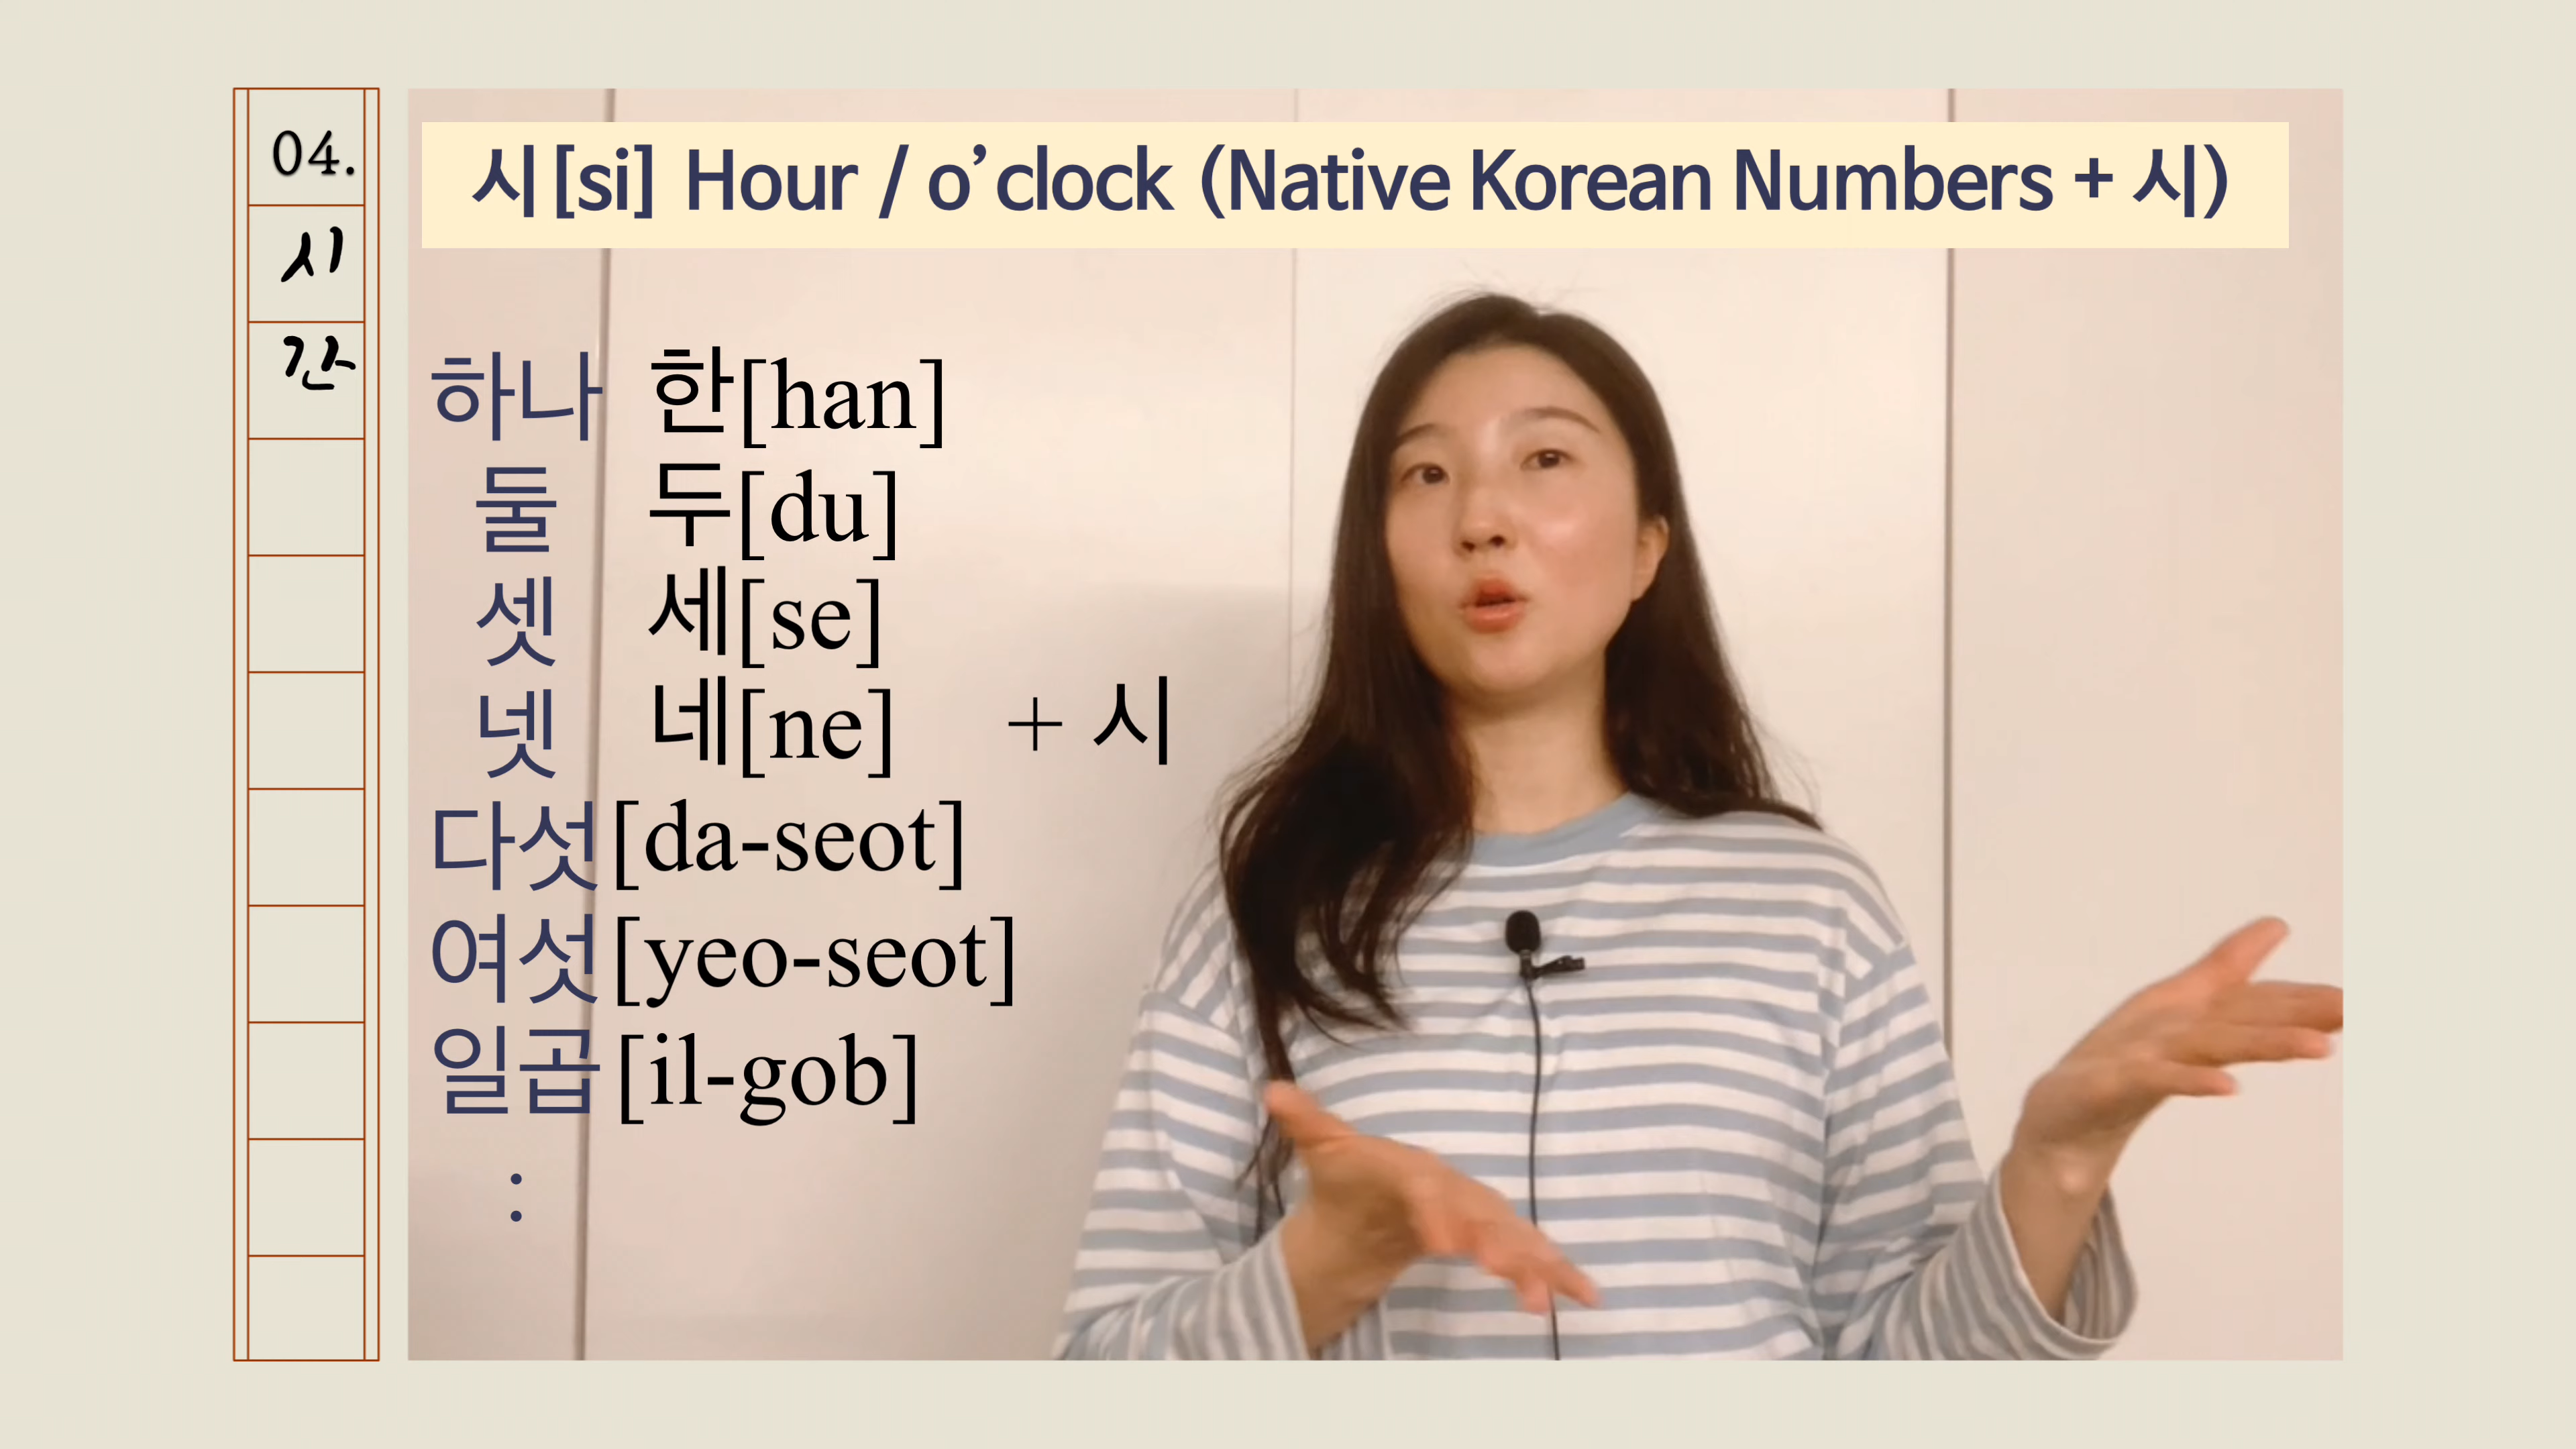 04.
시
간
시[si] Hour / o’clock (Native Korean Numbers + 시)
하나 한[han]
둘 두[du]
셋 세[se]
넷 네[ne] + 시
다섯[da-seot]
여섯[yeo-seot]
일곱[il-gob]
: